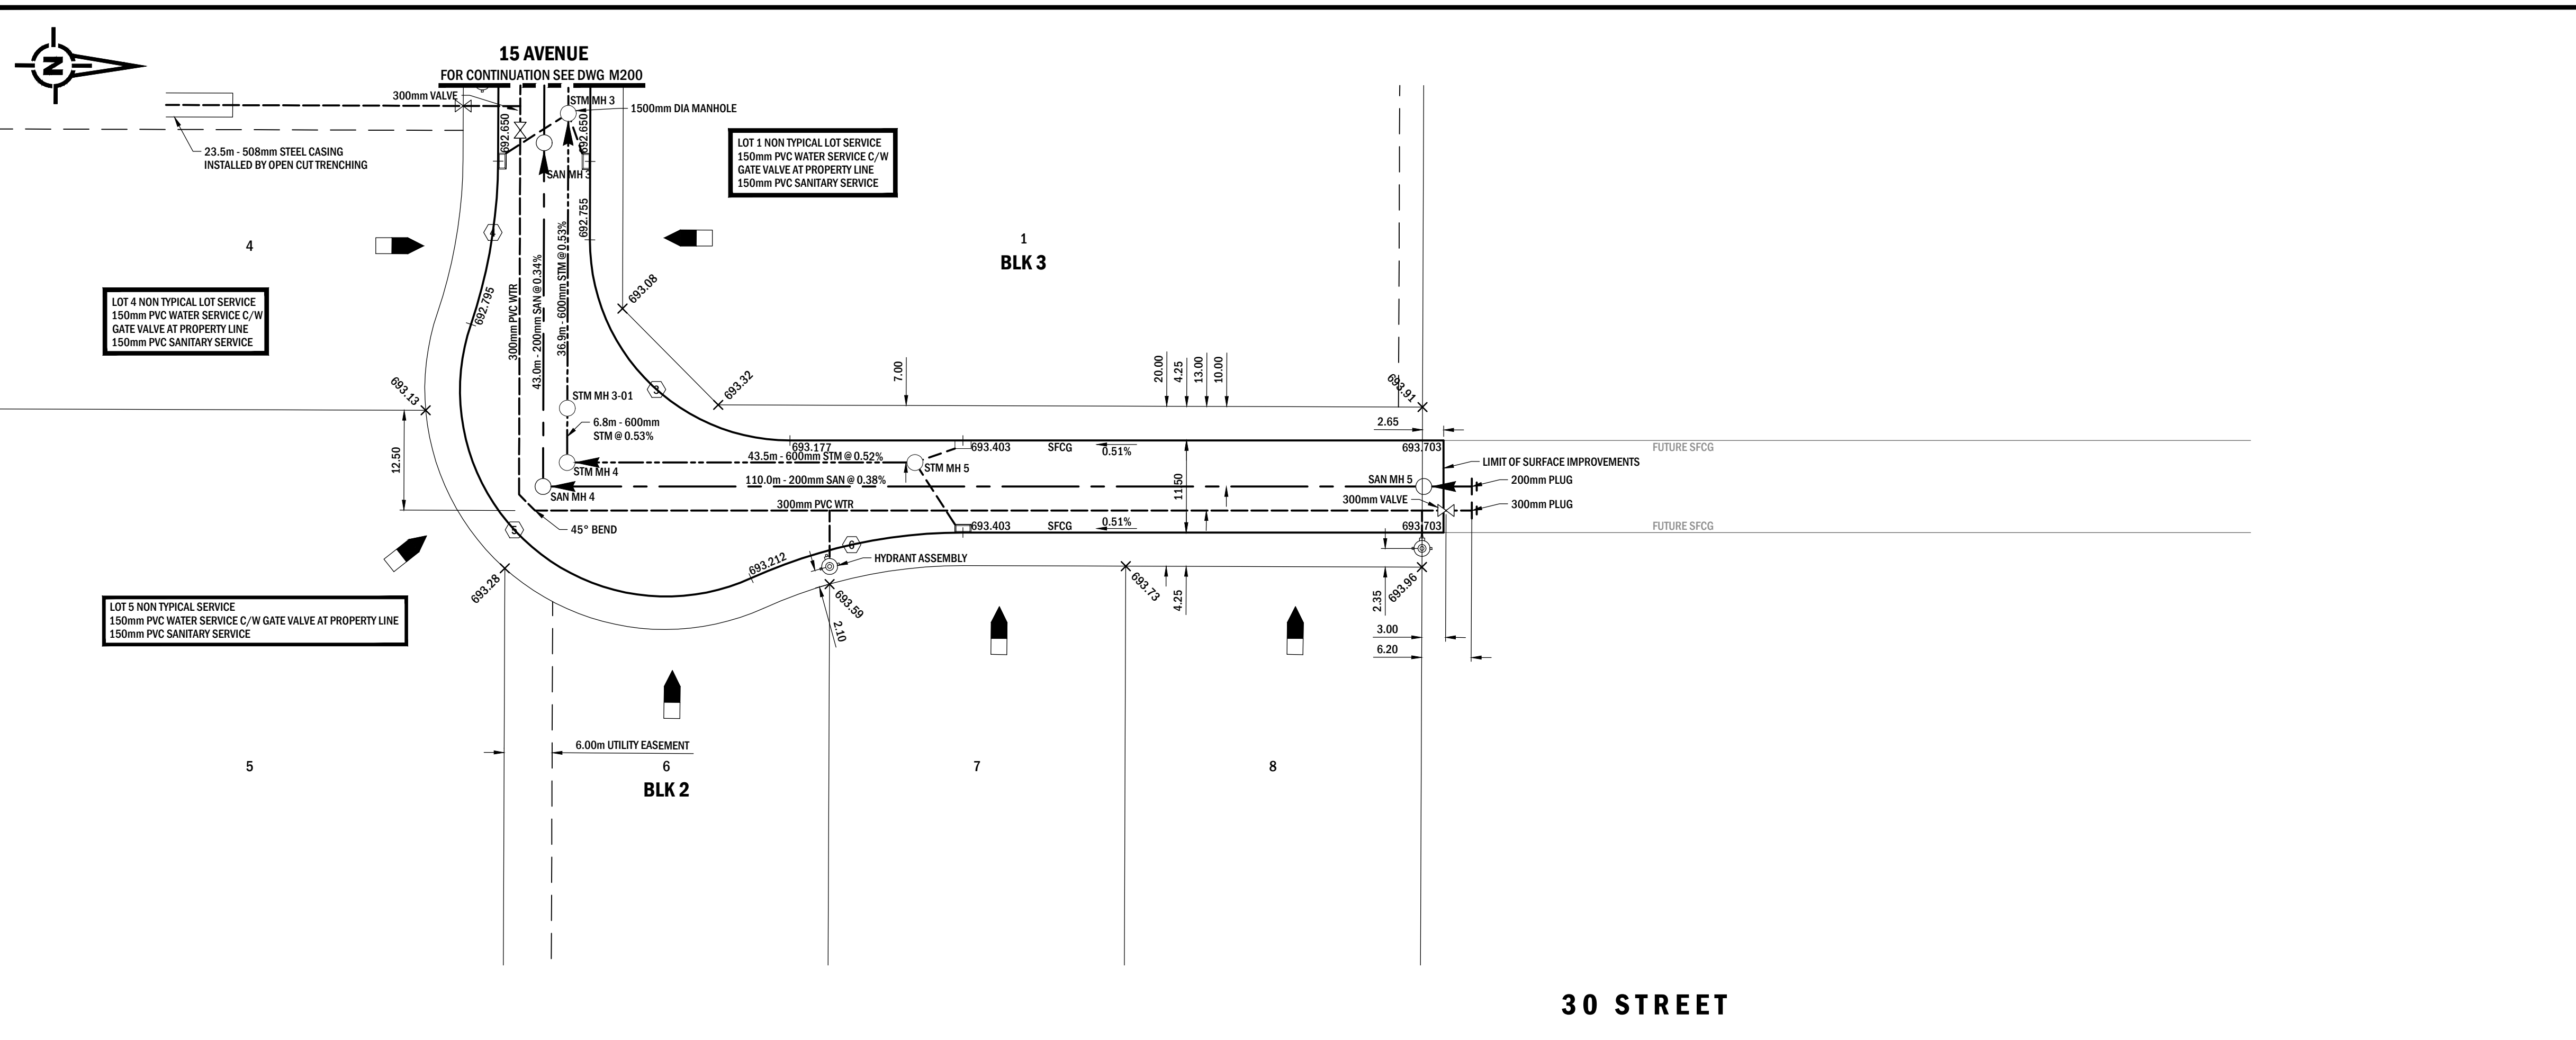 N
15 AVENUE
FOR CONTINUATION SEE DWG M200
300mm VALVE
STM MH 3
1500mm DIA MANHOLE
692.650
692.650
SAN MH 3
23.5m - 508mm STEEL CASING
INSTALLED BY OPEN CUT TRENCHING
LOT 1 NON TYPICAL LOT SERVICE
150mm PVC WATER SERVICE C/W
GATE VALVE AT PROPERTY LINE
150mm PVC SANITARY SERVICE
692.755
4
4
1
BLK 3
LOT 4 NON TYPICAL LOT SERVICE
150mm PVC WATER SERVICE C/W
GATE VALVE AT PROPERTY LINE
150mm PVC SANITARY SERVICE
692.795
300mm PVC WTR
43.0m - 200mm SAN @ 0.34%
36.9m - 600mm STM @ 0.53%
693.08
693.13
693.32
3
7.00
20.00
4.25
13.00
10.00
693.91
2.65
STM MH 3-01
6.8m - 600mm
STM @ 0.53%
12.50
693.177
693.403
SFCG
0.51%
693.703
FUTURE SFCG
43.5m - 600mm STM @ 0.52%
STM MH 4
STM MH 5
LIMIT OF SURFACE IMPROVEMENTS
110.0m - 200mm SAN @ 0.38%
11.50
SAN MH 5
200mm PLUG
SAN MH 4
300mm VALVE
300mm PVC WTR
300mm PLUG
5
45° BEND
693.403
SFCG
0.51%
693.703
FUTURE SFCG
6
693.212
HYDRANT ASSEMBLY
693.28
693.59
2.10
693.73
4.25
2.35
693.96
3.00
6.20
LOT 5 NON TYPICAL SERVICE
150mm PVC WATER SERVICE C/W GATE VALVE AT PROPERTY LINE
150mm PVC SANITARY SERVICE
6.00m UTILITY EASEMENT
5
6
7
8
BLK 2
30 STREET